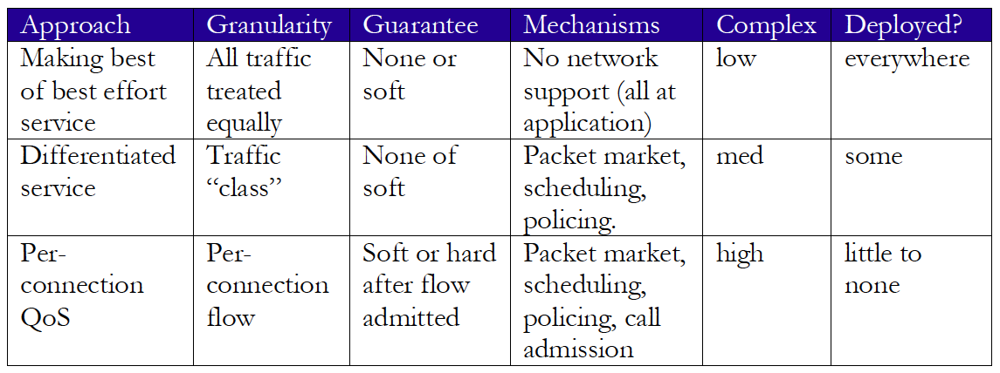 Approach Granularity Guarantee Mechanisms Complex Deployed?
Making best of best effort service All traffic treated equally None or soft No network support (all at application) low everywhere
Differentiated service Traffic “class” None of soft Packet market, scheduling, policing. med some
Per-connection QoS Per-connection flow Soft or hard after flow admitted Packet market, scheduling, policing, call admission high little to none